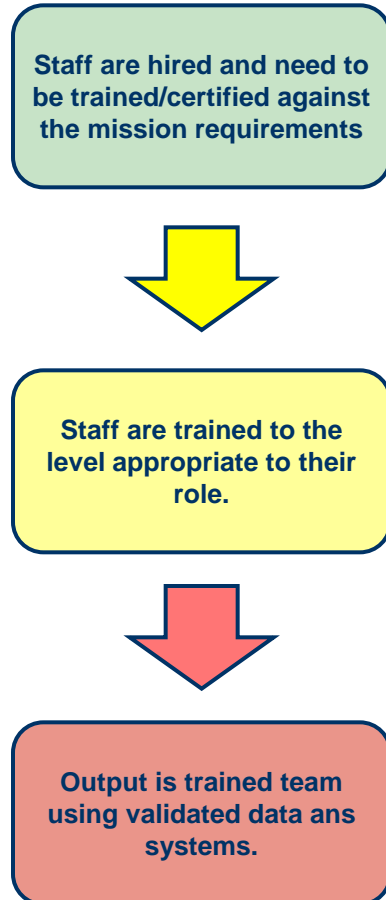 Staff are hired and need to
be trained/certified against
the mission requirements
Staff are trained to the
level appropriate to their
role.
Output is trained team
using validated data ans
systems.